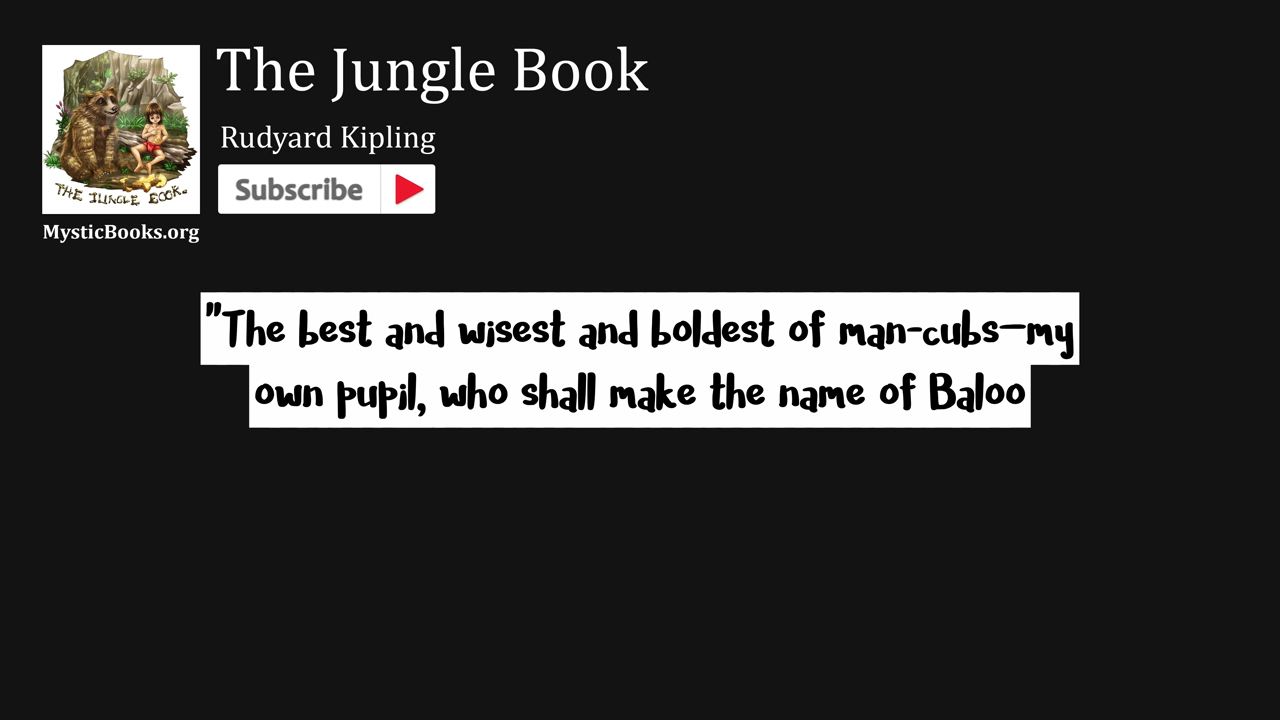 The Jungle Book
Rudyard Kipling
Subscribe
THE JUNGLE BOOK.
MysticBooks.org
"The best and wisest and boldest of man-cubs—my
own pupil, who shall make the name of Baloo